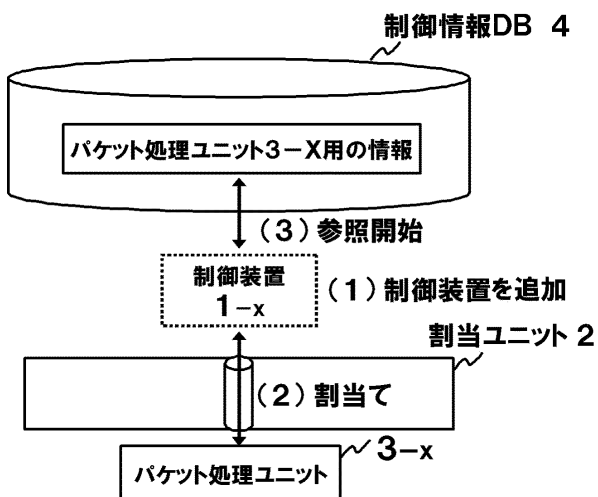 制御情報DB 4
パケット処理ユニット3-X用の情報
(3)参照開始
制御装置
1-x
(1)制御装置を追加
割当ユニット2
(2)割当て
3-x
パケット処理ユニット